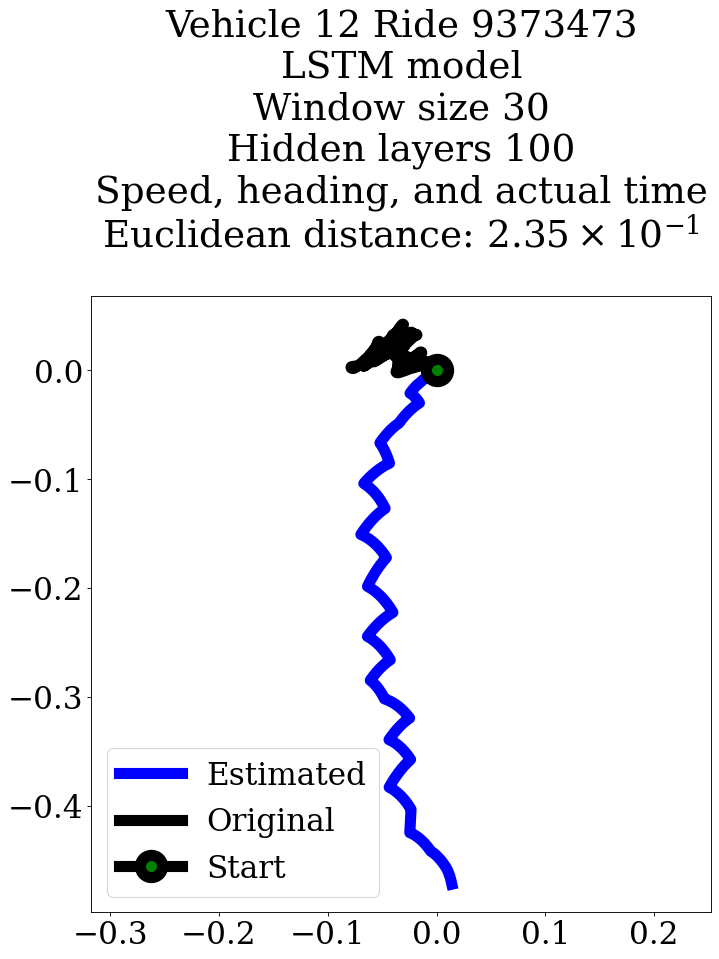 Vehicle 12 Ride 9373473
LSTM model
Window size 30
Hidden layers 100
Speed, heading, and actual time
Euclidean distance: 2.35 × 10⁻¹
0.0
−0.1
−0.2
−0.3
−0.4
Estimated
Original
Start
−0.3 −0.2 −0.1 0.0 0.1 0.2